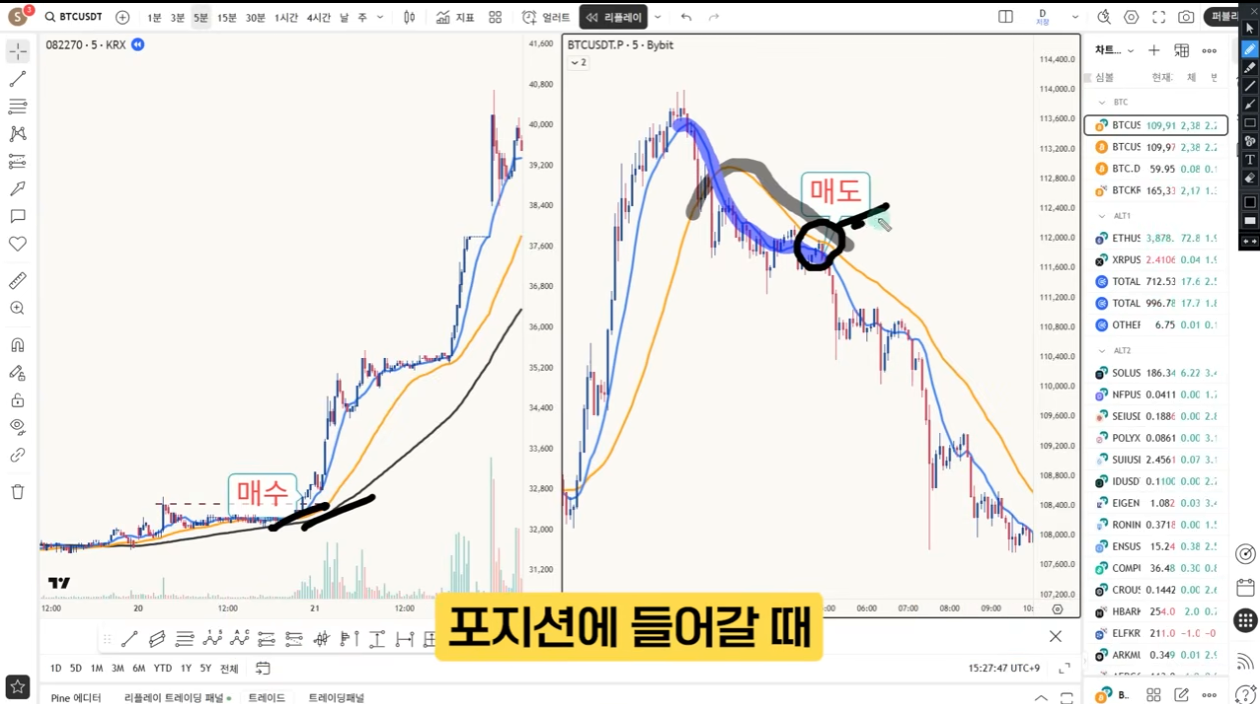 S 3 BTCUSDT 1분 3분 5분 15분 30분 1시간 4시간 날 주 지표 얼러트 리플레이 D 저장 퍼블리
082270 · 5 · KRX
BTCUSDT.P · 5 · Bybit
2
41,600
40,800
40,000
39,200
38,400
37,600
36,800
36,000
35,200
34,400
33,600
32,800
32,000
31,200
매수
12:00 20 12:00 21 12:00
114,400.0
114,000.0
113,600.0
113,200.0
112,800.0
112,400.0
112,000.0
111,600.0
111,200.0
110,800.0
110,400.0
110,000.0
109,600.0
109,200.0
108,800.0
108,400.0
108,000.0
107,600.0
107,200.0
매도
06:00 07:00 08:00 09:00 10:
포지션에 들어갈 때
차트...
심볼 현재: 체 변
BTC
BTCUS 109,91 2,38 2.2
BTCUS 109,97 2,38 2.2
BTC.D 59.95 0.08 0.1
BTCKR 165,33 2,17 1.3
ALT1
ETHUS 3,878. 72.8 1.9
XRPUS 2.4106 0.04 1.9
TOTAL 712.53 17.6 2.5
TOTAL 996.78 17.7 1.8
OTHEF 6.75 0.01 0.1
ALT2
SOLUS 186.34 6.22 3.4
NFPUS 0.0411 0.00 1.7
SEIUSI 0.1886 0.00 2.8
POLYX 0.0861 0.00 3.1
SUIUSI 2.4561 0.07 3.1
IDUSD 0.1100 0.00 2.7
EIGEN 1.082 0.03 3.4
RONIN 0.3718 0.00 1.5
ENSUS 15.24 0.38 2.5
COMPI 36.48 0.30 0.8
CROUS 0.1441 0.00 2.6
HBARK 254.0 2.0 0.7
ELFKR 211.0 -1.0 -0
ARKMI 0.349 0.01 2.9
1D 5D 1M 3M 6M YTD 1Y 5Y 전체
15:27:47 UTC+9
Pine 에디터 리플레이 트레이딩 패널 트레이드 트레이딩패널
B..